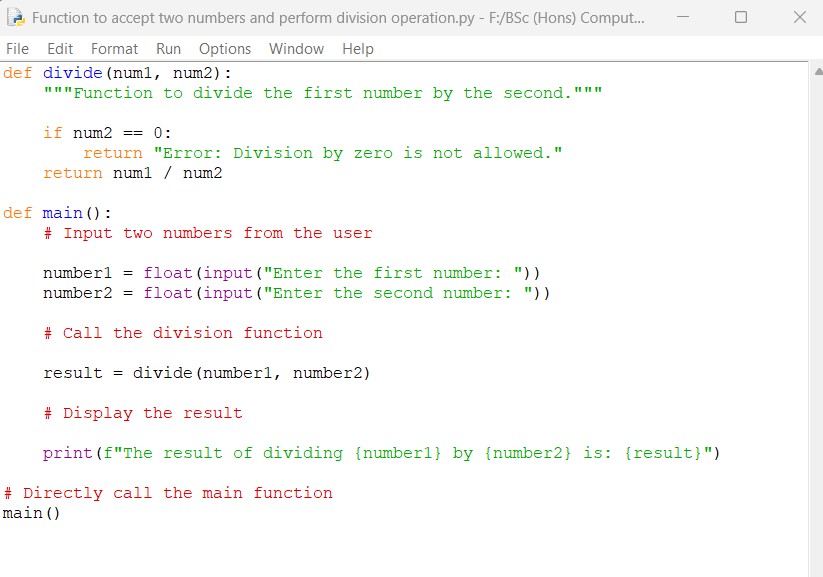 Function to accept two numbers and perform division operation.py - F:/BSc (Hons) Comput...
File Edit Format Run Options Window Help
def divide(num1, num2):
    """Function to divide the first number by the second."""
    if num2 == 0:
        return "Error: Division by zero is not allowed."
    return num1 / num2
def main():
    # Input two numbers from the user
    number1 = float(input("Enter the first number: "))
    number2 = float(input("Enter the second number: "))
    # Call the division function
    result = divide(number1, number2)
    # Display the result
    print(f"The result of dividing {number1} by {number2} is: {result}")
# Directly call the main function
main()